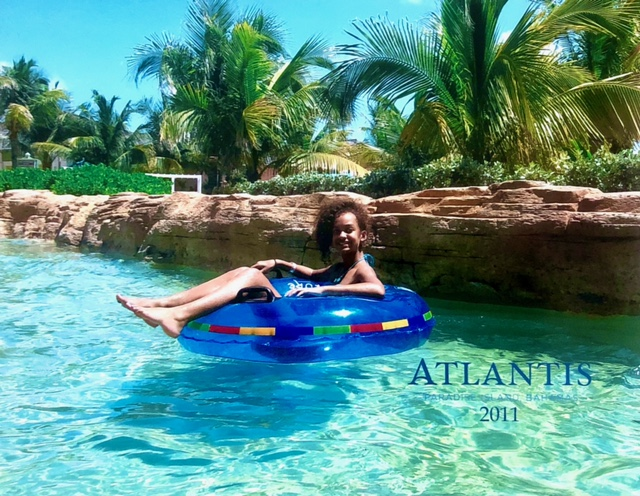 ATLANTIS
PARADISE ISLAND, BAHAMAS
2011